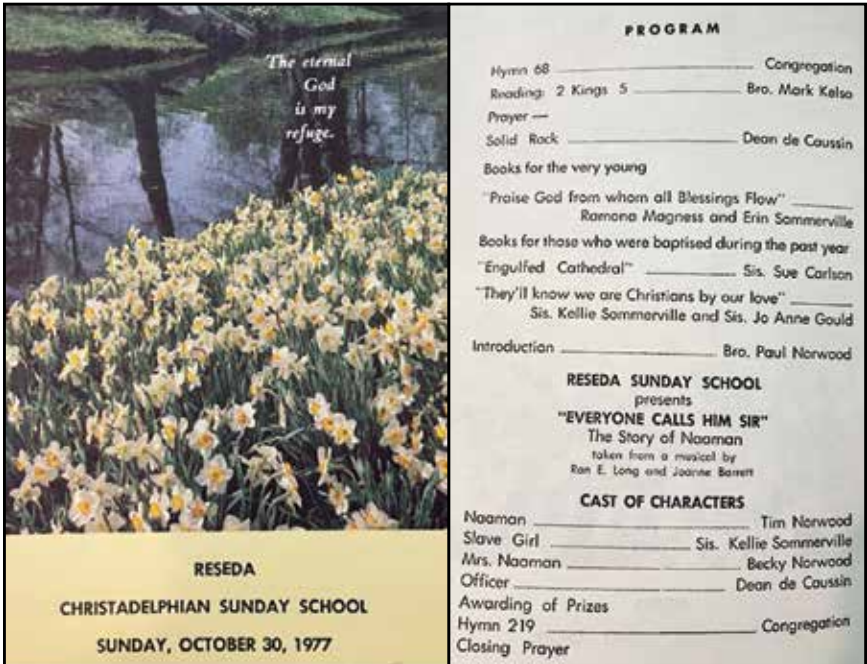 The eternal
God
is my
refuge.
RESEDA
CHRISTADELPHIAN SUNDAY SCHOOL
SUNDAY, OCTOBER 30, 1977
PROGRAM
Hymn 68 Congregation
Reading: 2 Kings 5 Bro. Mark Kelso
Prayer —
Solid Rock Dean de Caussin
Books for the very young
"Praise God from whom all Blessings Flow"
Ramona Magness and Erin Sommerville
Books for those who were baptised during the past year
"Engulfed Cathedral" Sis. Sue Carlson
"They'll know we are Christians by our love"
Sis. Kellie Sommerville and Sis. Jo Anne Gould
Introduction Bro. Paul Norwood
RESEDA SUNDAY SCHOOL
presents
"EVERYONE CALLS HIM SIR"
The Story of Naaman
taken from a musical by
Ron E. Long and Joanne Barrett
CAST OF CHARACTERS
Naaman Tim Norwood
Slave Girl Sis. Kellie Sommerville
Mrs. Naaman Becky Norwood
Officer Dean de Caussin
Awarding of Prizes
Hymn 219 Congregation
Closing Prayer